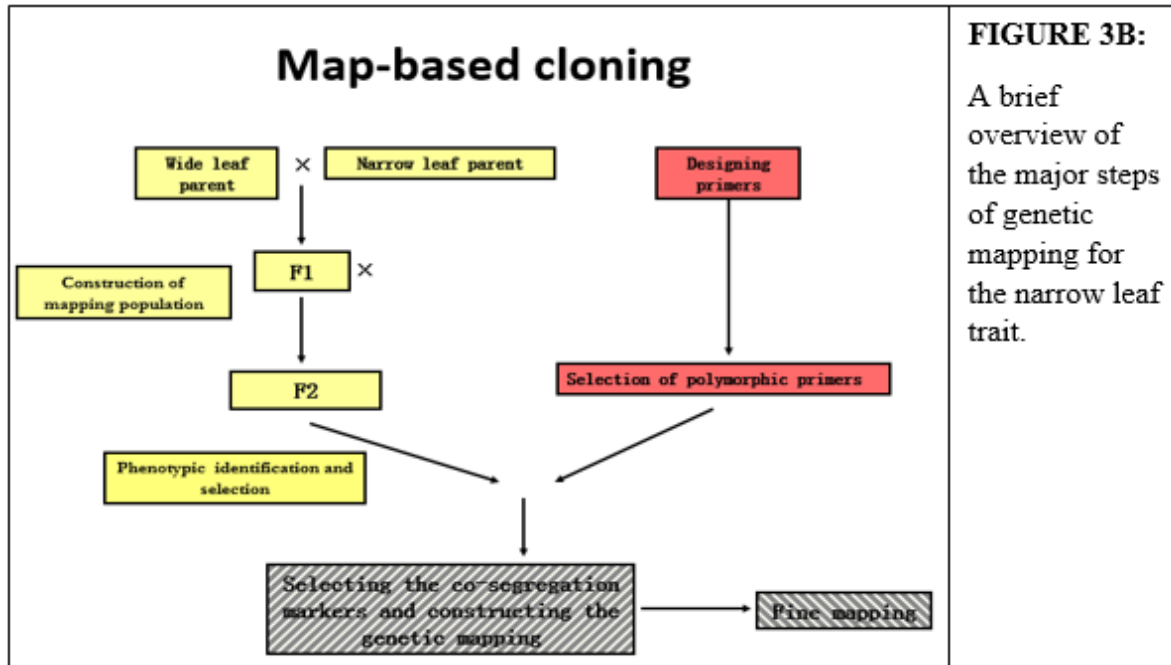 Map-based cloning
Wide leaf
parent
×
Narrow leaf parent
Designing
primers
Construction of
mapping population
F1
×
F2
Selection of polymorphic primers
Phenotypic identification and
selection
Selecting the co-segregation
markers and constructing the
genetic mapping
Fine mapping
FIGURE 3B:
A brief
overview of
the major steps
of genetic
mapping for
the narrow leaf
trait.